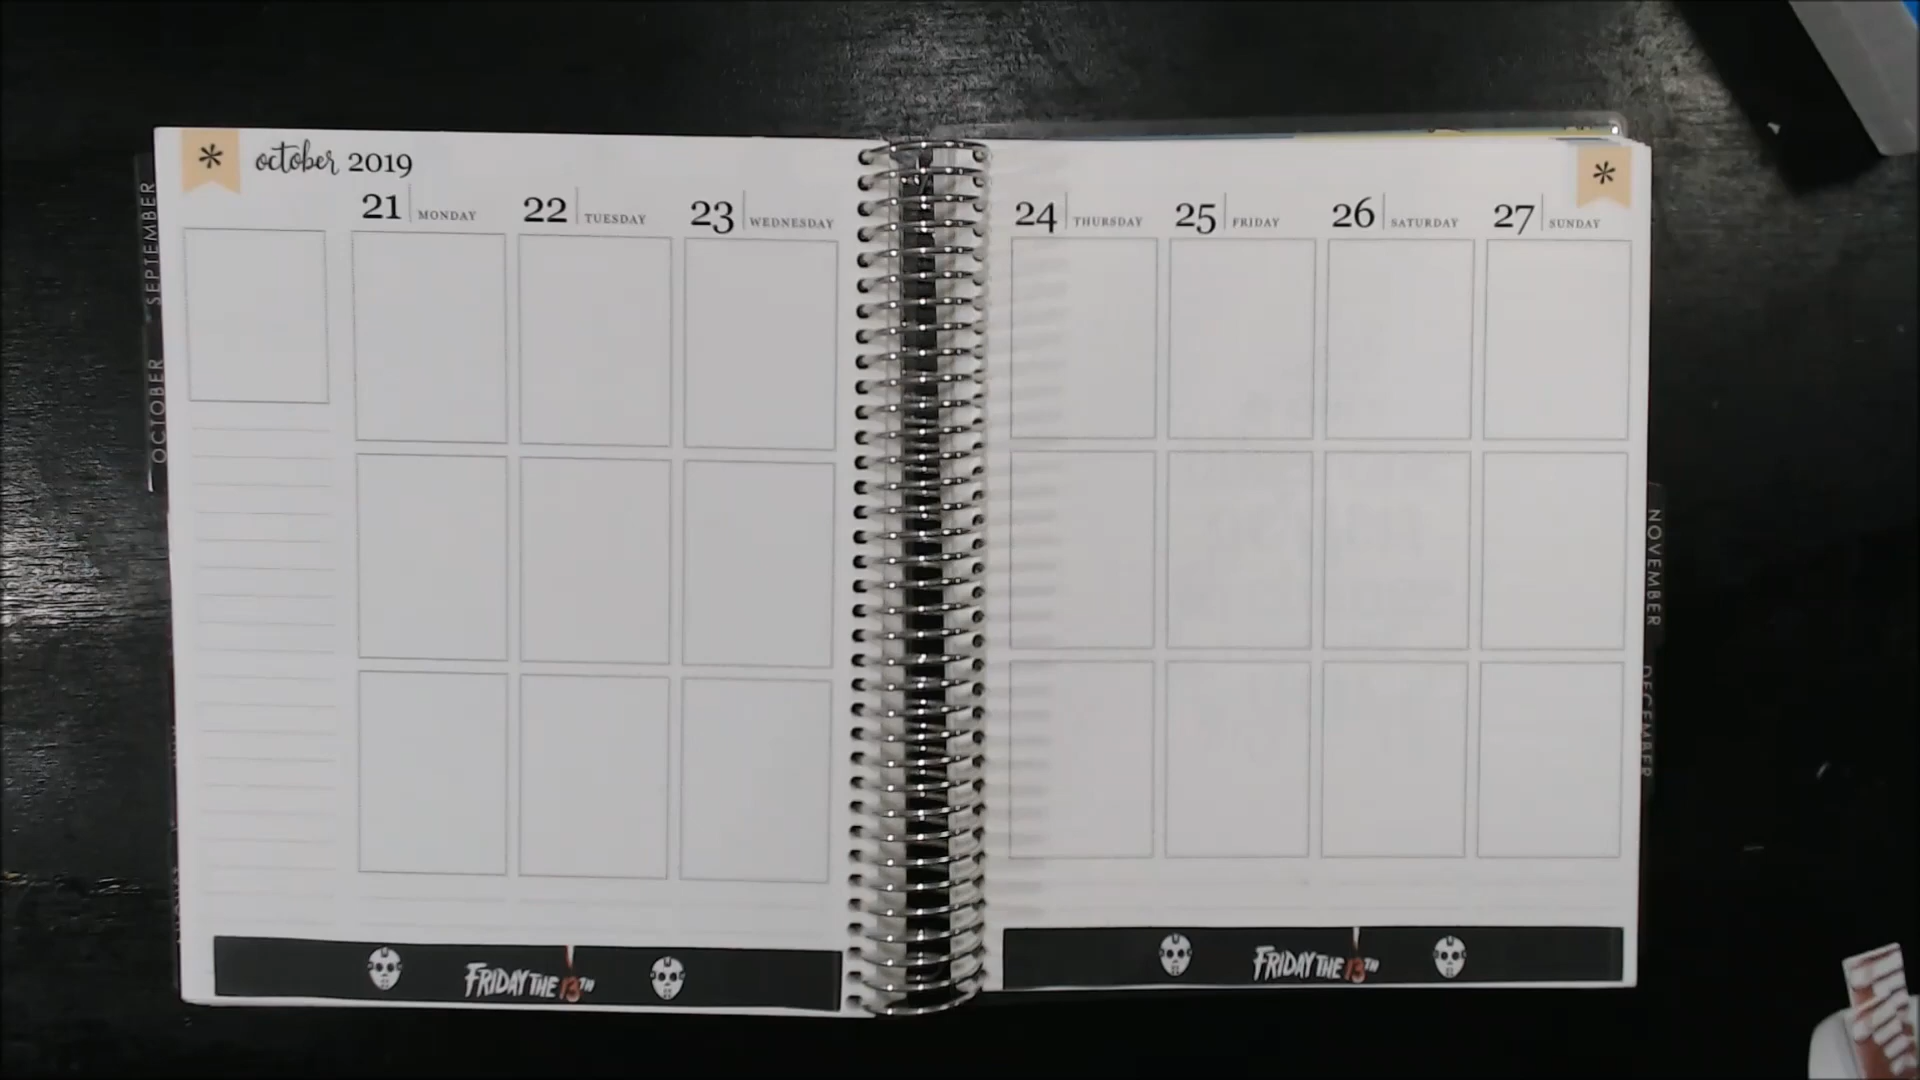 * october 2019 *
21 MONDAY 22 TUESDAY 23 WEDNESDAY 24 THURSDAY 25 FRIDAY 26 SATURDAY 27 SUNDAY
SEPTEMBER
OCTOBER
NOVEMBER
DECEMBER
FRIDAY THE 13TH
FRIDAY THE 13TH